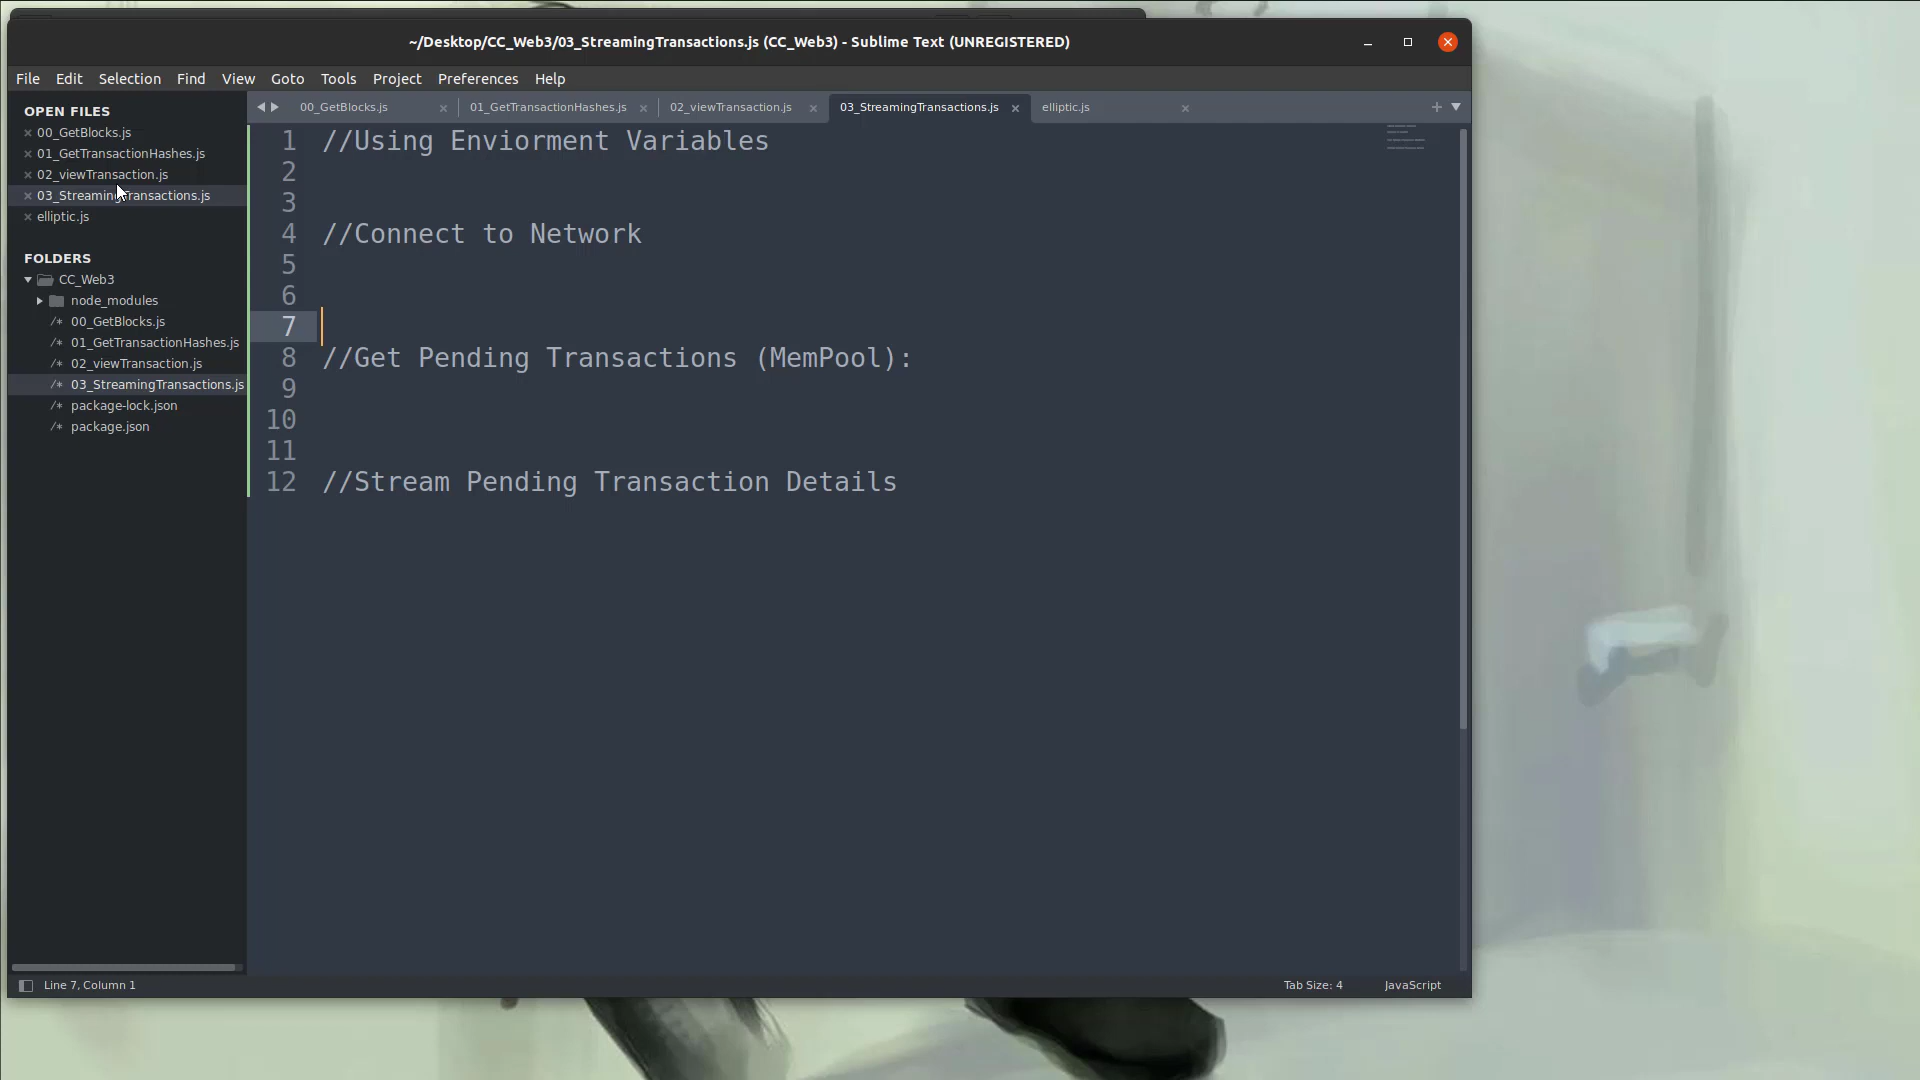 ~/Desktop/CC_Web3/03_StreamingTransactions.js (CC_Web3) - Sublime Text (UNREGISTERED)
File Edit Selection Find View Goto Tools Project Preferences Help
OPEN FILES
00_GetBlocks.js
01_GetTransactionHashes.js
02_viewTransaction.js
03_StreamingTransactions.js
elliptic.js
FOLDERS
CC_Web3
node_modules
/* 00_GetBlocks.js
/* 01_GetTransactionHashes.js
/* 02_viewTransaction.js
/* 03_StreamingTransactions.js
/* package-lock.json
/* package.json
00_GetBlocks.js 01_GetTransactionHashes.js 02_viewTransaction.js 03_StreamingTransactions.js elliptic.js
1 //Using Enviorment Variables
2
3
4 //Connect to Network
5
6
7
8 //Get Pending Transactions (MemPool):
9
10
11
12 //Stream Pending Transaction Details
Line 7, Column 1 Tab Size: 4 JavaScript